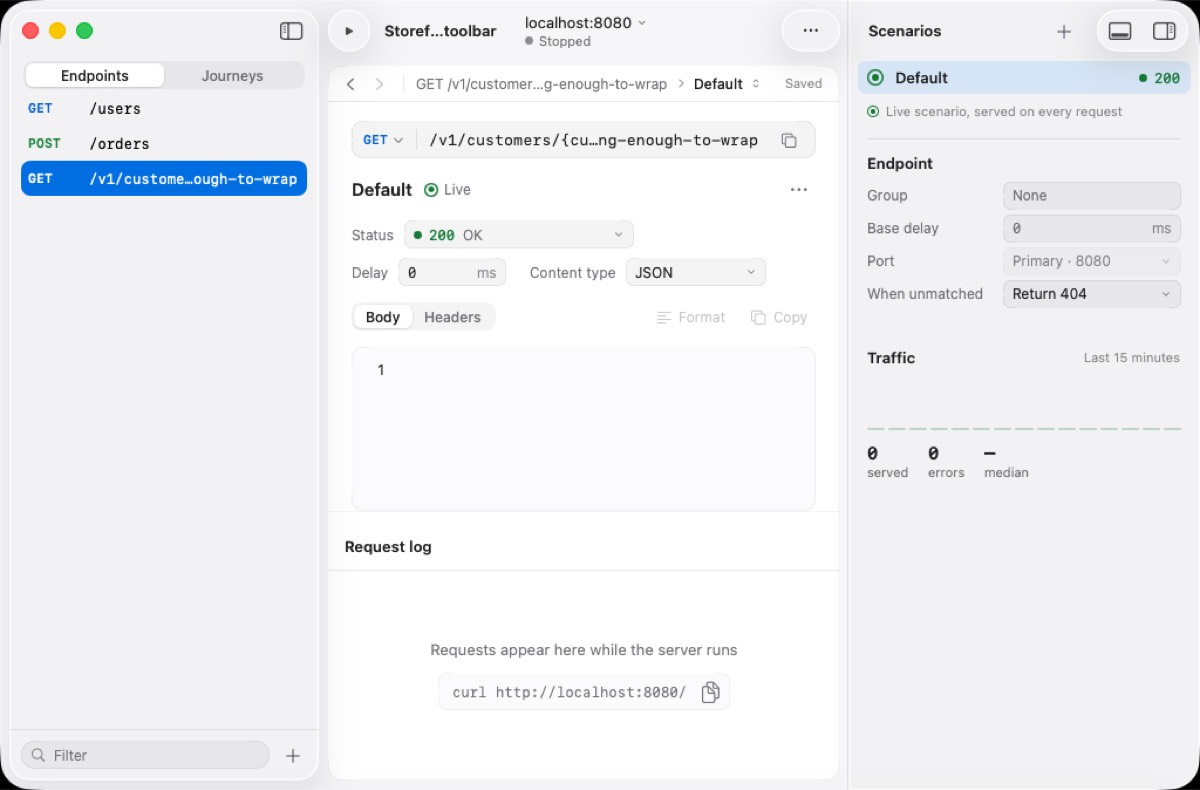 Endpoints Journeys
GET /users
POST /orders
GET /v1/custome…ough-to-wrap
Filter
Storef…toolbar
localhost:8080
Stopped
GET /v1/customer…g-enough-to-wrap Default Saved
GET /v1/customers/{cu…ng-enough-to-wrap
Default Live
Status 200 OK
Delay 0 ms Content type JSON
Body Headers Format Copy
1
Request log
Requests appear here while the server runs
curl http://localhost:8080/
Scenarios
Default 200
Live scenario, served on every request
Endpoint
Group None
Base delay 0 ms
Port Primary · 8080
When unmatched Return 404
Traffic Last 15 minutes
0 0 –
served errors median